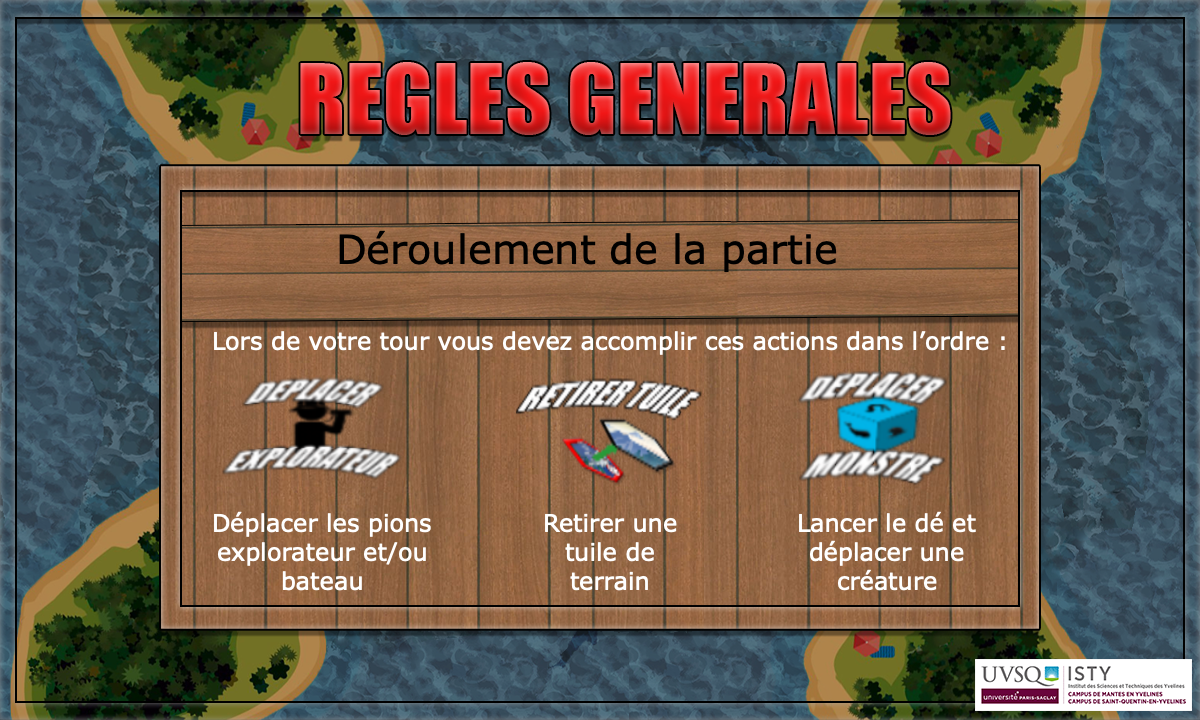 REGLES GENERALES
Déroulement de la partie
Lors de votre tour vous devez accomplir ces actions dans l’ordre :
DEPLACER
EXPLORATEUR
RETIRER TUILE
DEPLACER
MONSTRE
Déplacer les pions
explorateur et/ou
bateau
Retirer une
tuile de
terrain
Lancer le dé et
déplacer une
créature
UVSQ
université PARIS-SACLAY
ISTY
Institut des Sciences et Techniques des Yvelines
CAMPUS DE MANTES EN YVELINES
CAMPUS DE SAINT-QUENTIN-EN-YVELINES